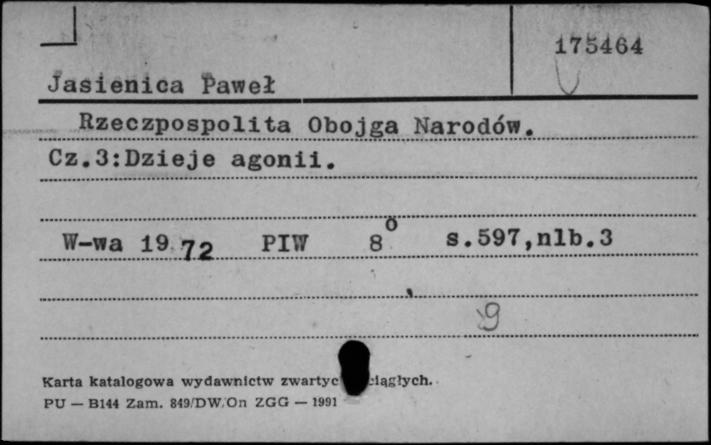 175464
Jasienica Paweł
Rzeczpospolita Obojga Narodów.
Cz.3:Dzieje agonii.
W-wa 19 72 PIW 8° s.597,nlb.3
9
Karta katalogowa wydawnictw
PU — B144 Zam. 849/DW/On ZGG — 1991